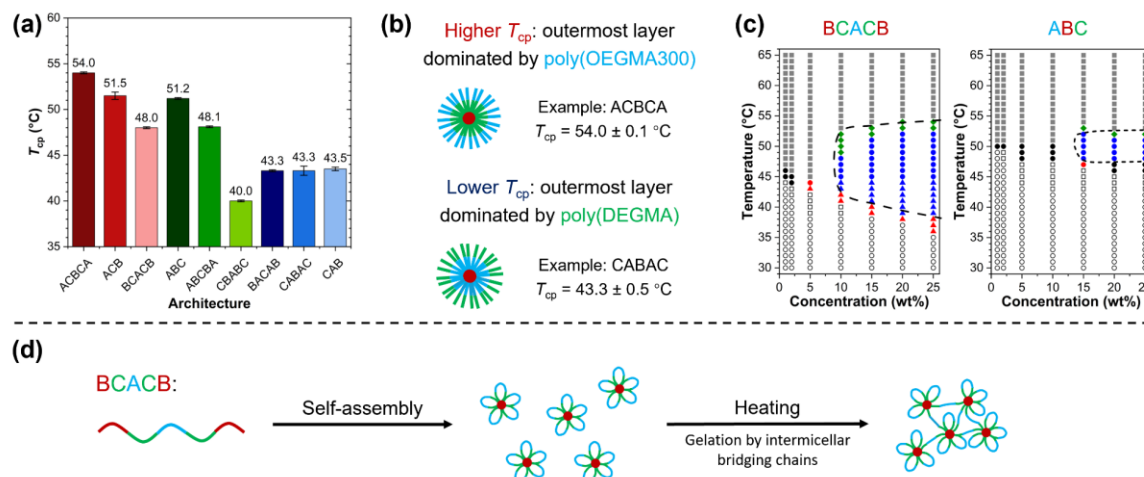 (a)
60
55
50
45
40
35
Tcp (°C)
54.0
51.5
48.0
51.2
48.1
40.0
43.3
43.3
43.5
ACBCA
ACB
BCACB
ABC
ABCBA
CBABC
BACAB
CABAC
CAB
Architecture
(b)
Higher Tcp: outermost layer
dominated by poly(OEGMA300)
Example: ACBCA
Tcp = 54.0 ± 0.1 °C
Lower Tcp: outermost layer
dominated by poly(DEGMA)
Example: CABAC
Tcp = 43.3 ± 0.5 °C
(c)
BCACB
65
60
55
50
45
40
35
30
Temperature (°C)
0 5 10 15 20 25
Concentration (wt%)
ABC
65
60
55
50
45
40
35
30
Temperature (°C)
0 5 10 15 20
Concentration (wt%)
(d)
BCACB:
Self-assembly
Heating
Gelation by intermicellar
bridging chains